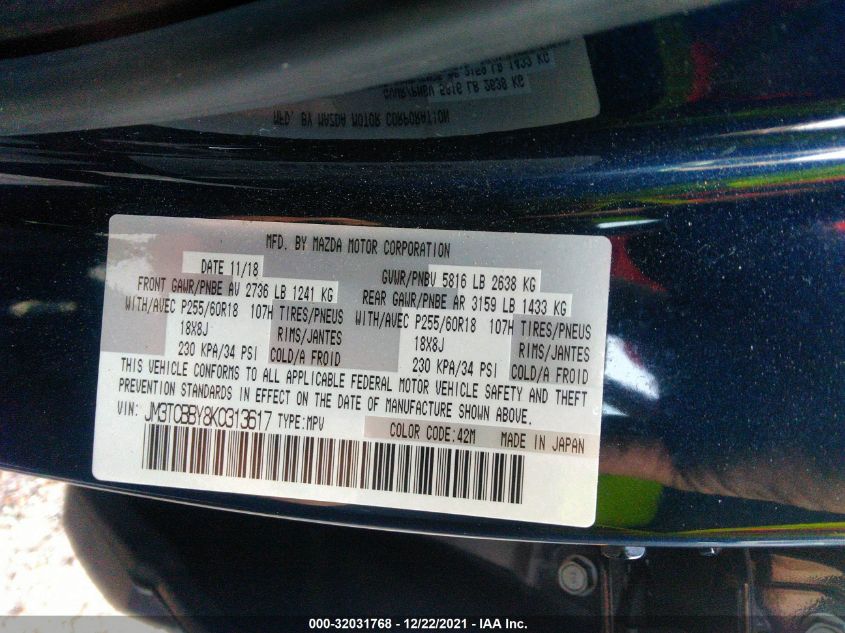 MFD. BY MAZDA MOTOR CORPORATION
DATE 11/18 GVWR/PNBV 5816 LB 2638 KG
FRONT GAWR/PNBE AV 2736 LB 1241 KG REAR GAWR/PNBE AR 3159 LB 1433 KG
WITH/AVEC P255/60R18 107H TIRES/PNEUS WITH/AVEC P255/60R18 107H TIRES/PNEUS
18X8J RIMS/JANTES 18X8J RIMS/JANTES
230 KPA/34 PSI COLD/A FROID 230 KPA/34 PSI COLD/A FROID
THIS VEHICLE CONFORMS TO ALL APPLICABLE FEDERAL MOTOR VEHICLE SAFETY AND THEFT
PREVENTION STANDARDS IN EFFECT ON THE DATE OF MANUFACTURE SHOWN ABOVE.
VIN: JM3TCBBY8K0313617 TYPE:MPV
COLOR CODE:42M MADE IN JAPAN
000-32031768 - 12/22/2021 - IAA Inc.